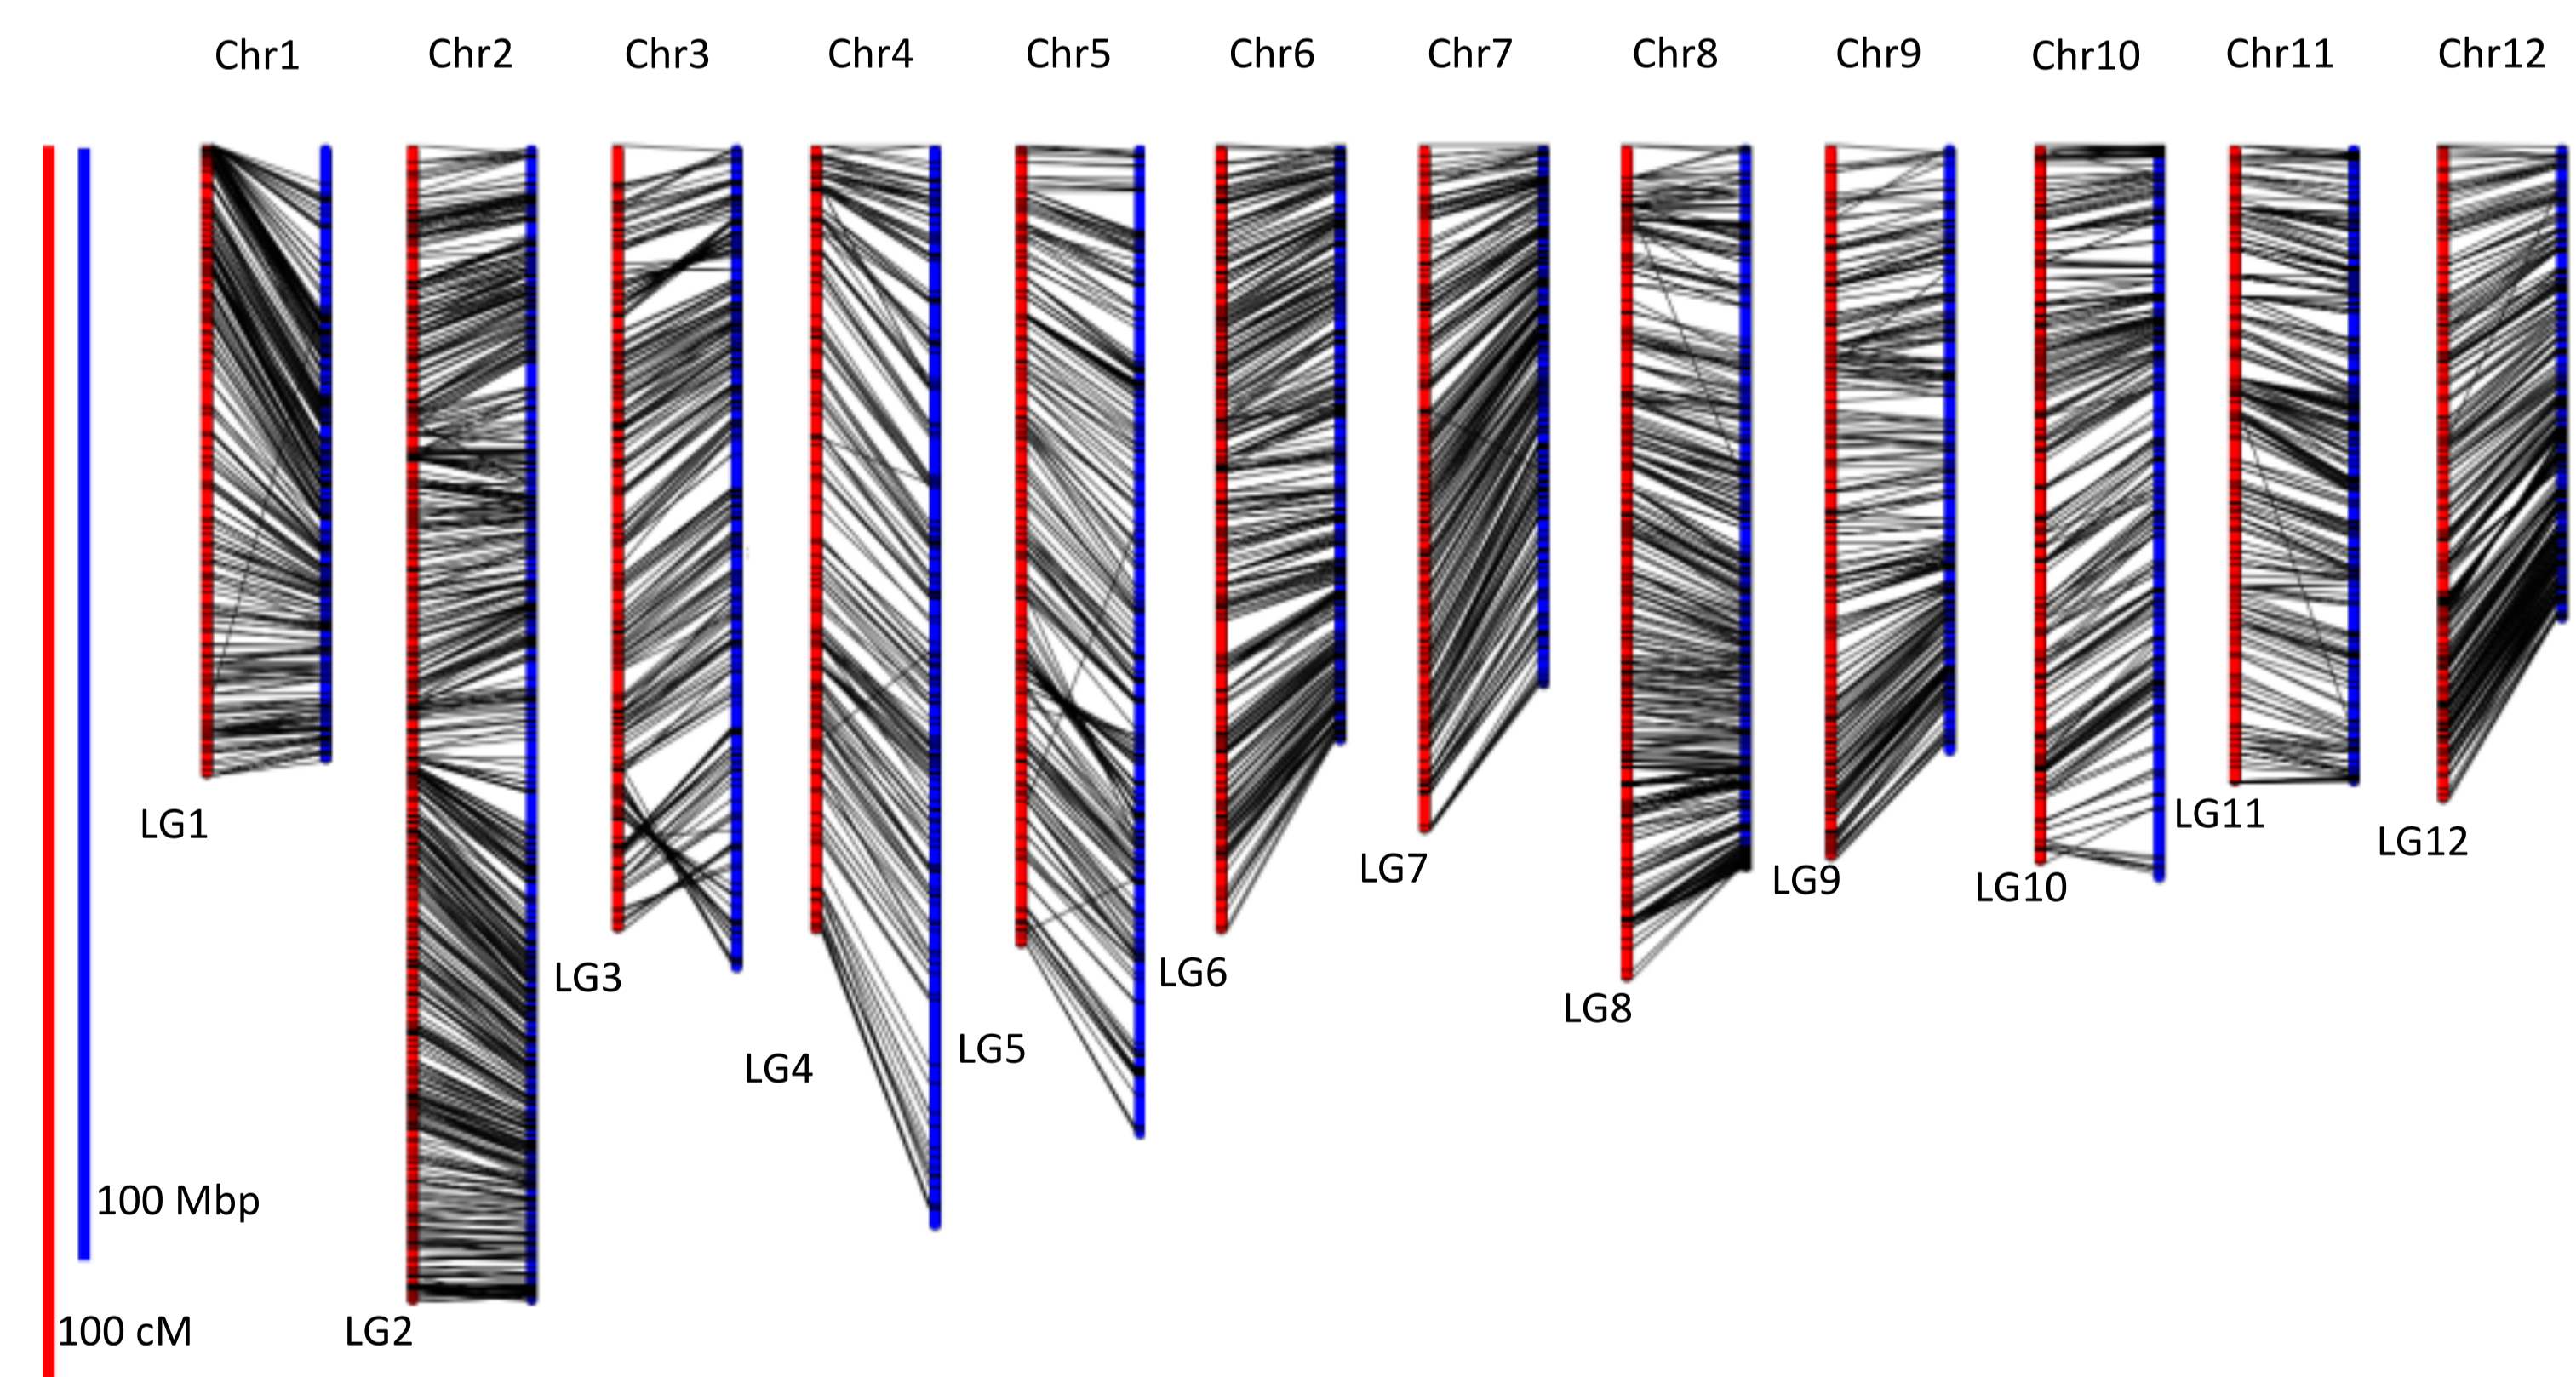 Chr1 Chr2 Chr3 Chr4 Chr5 Chr6 Chr7 Chr8 Chr9 Chr10 Chr11 Chr12
LG1
LG2
LG3
LG4
LG5
LG6
LG7
LG8
LG9
LG10
LG11
LG12
100 Mbp
100 cM